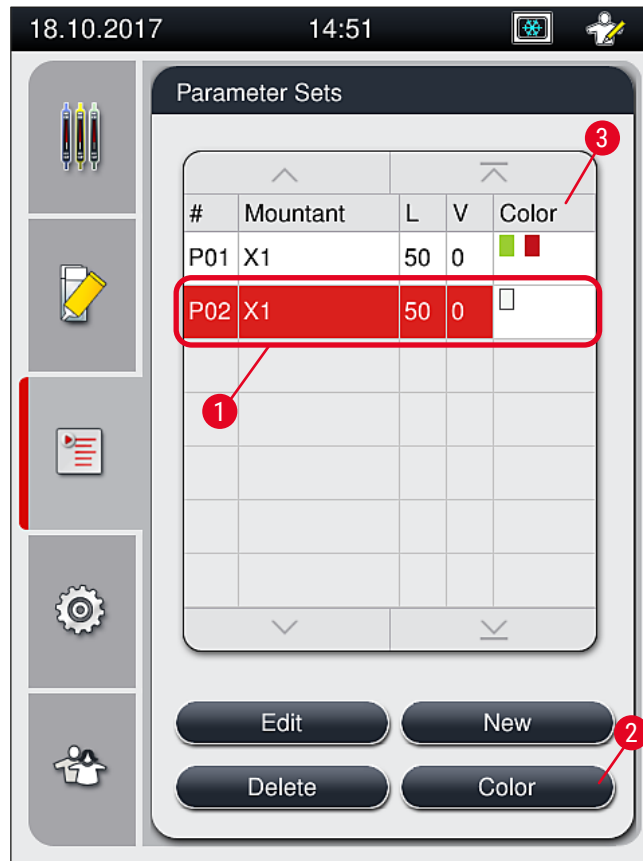 18.10.2017 14:51
Parameter Sets
3
# Mountant L V Color
P01 X1 50 0
P02 X1 50 0
1
Edit New
2
Delete Color